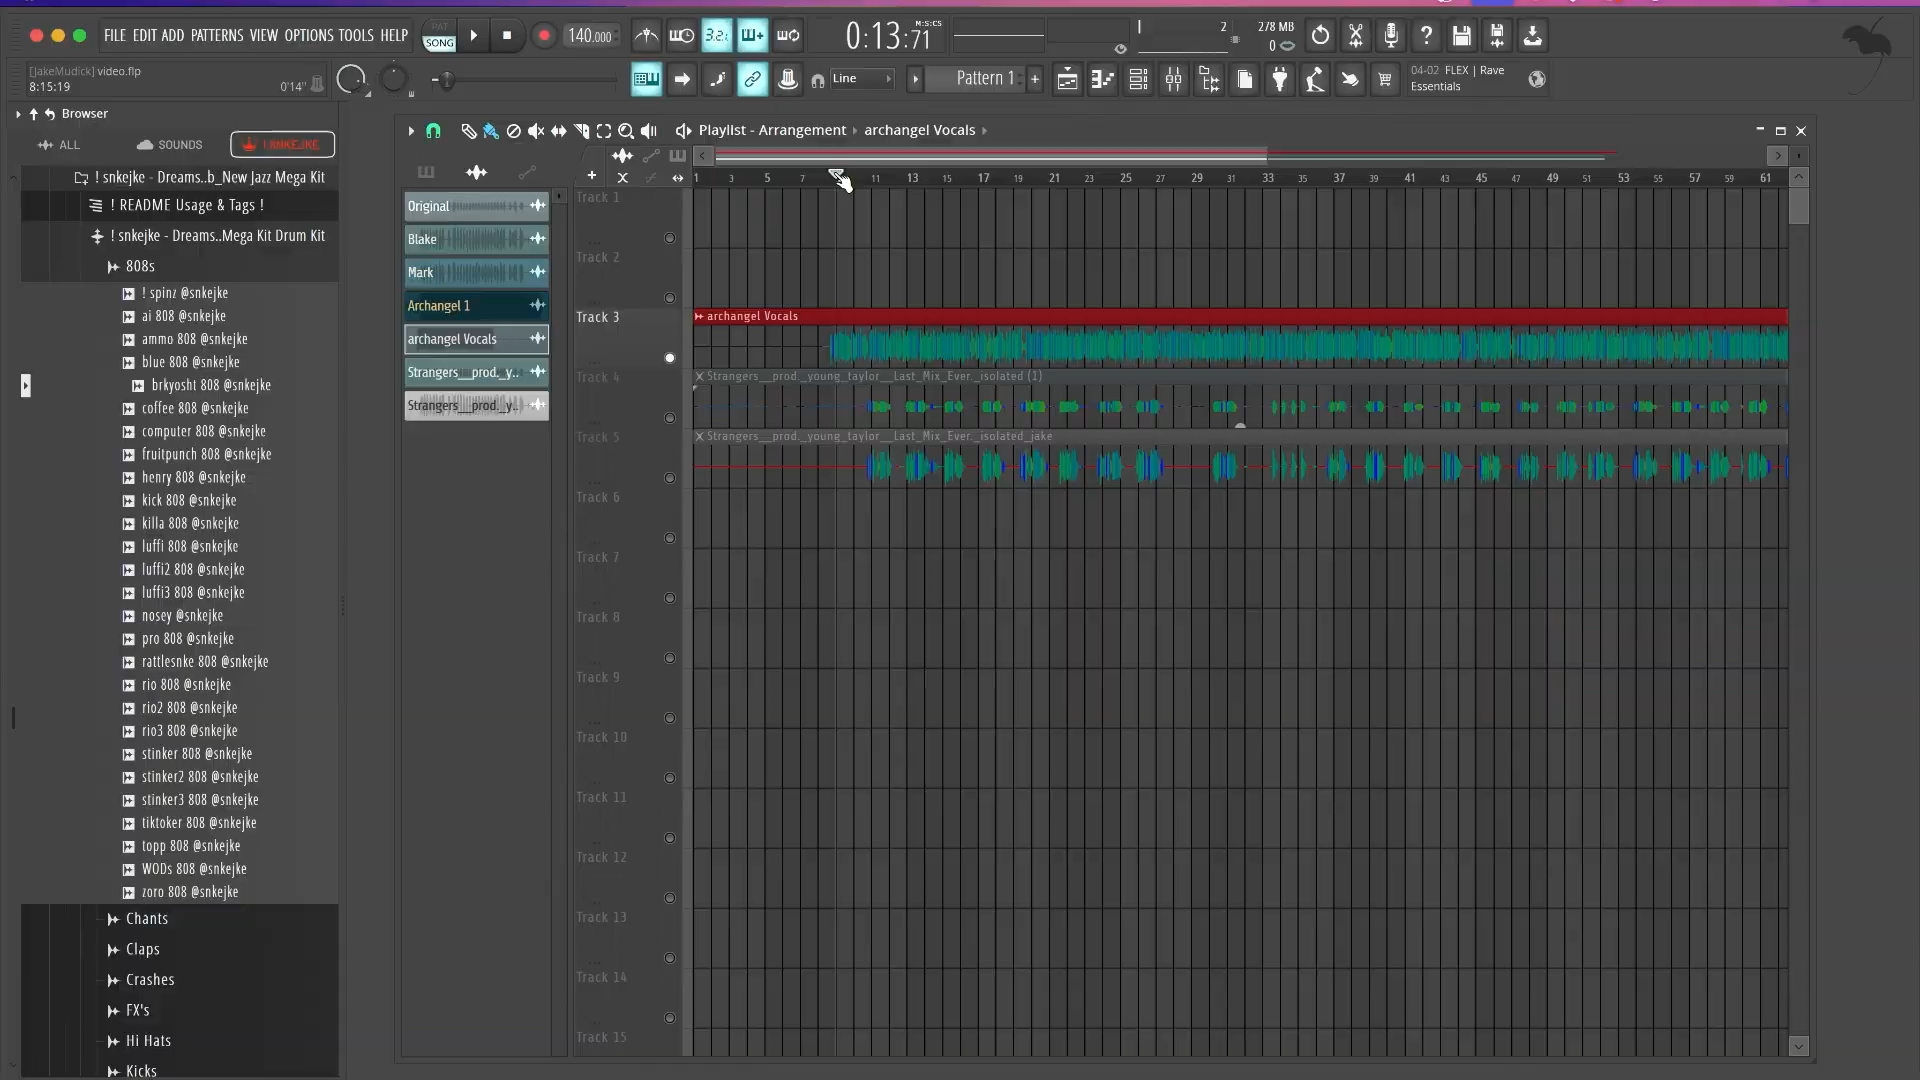 FILE EDIT ADD PATTERNS VIEW OPTIONS TOOLS HELP
PAT
SONG
140.000
3.2.
0:13:71
M:S:CS
2
278 MB
0
[JakeMudick] video.flp
8:15:19
0'14"
Line
Pattern 1
04-02 FLEX | Rave
Essentials
Browser
ALL
SOUNDS
! snkejke - Dreams..b_New Jazz Mega Kit
! README Usage & Tags !
! snkejke - Dreams..Mega Kit Drum Kit
808s
! spinz @snkejke
ai 808 @snkejke
ammo 808 @snkejke
blue 808 @snkejke
brkyosht 808 @snkejke
coffee 808 @snkejke
computer 808 @snkejke
fruitpunch 808 @snkejke
henry 808 @snkejke
kick 808 @snkejke
killa 808 @snkejke
luffi 808 @snkejke
luffi2 808 @snkejke
luffi3 808 @snkejke
nosey @snkejke
pro 808 @snkejke
rattlesnke 808 @snkejke
rio 808 @snkejke
rio2 808 @snkejke
rio3 808 @snkejke
stinker 808 @snkejke
stinker2 808 @snkejke
stinker3 808 @snkejke
tiktoker 808 @snkejke
topp 808 @snkejke
WODs 808 @snkejke
zoro 808 @snkejke
Chants
Claps
Crashes
FX's
Hi Hats
Kicks
Playlist - Arrangement archangel Vocals
Original
Blake
Mark
Archangel 1
archangel Vocals
Strangers__prod._y..
Strangers__prod._y..
1 3 5 7 11 13 15 17 19 21 23 25 27 29 31 33 35 37 39 41 43 45 47 49 51 53 55 57 59 61
Track 1
Track 2
Track 3
archangel Vocals
Track 4
Strangers__prod._young_taylor__Last_Mix_Ever._isolated (1)
Track 5
Strangers__prod._young_taylor__Last_Mix_Ever._isolated_jake
Track 6
Track 7
Track 8
Track 9
Track 10
Track 11
Track 12
Track 13
Track 14
Track 15